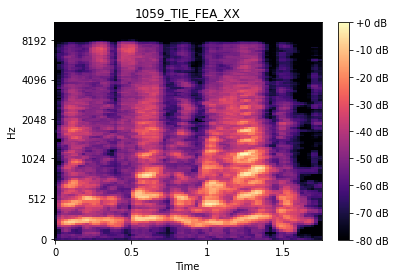 1059_TIE_FEA_XX
Hz
8192
4096
2048
1024
512
0
0 0.5 1 1.5
Time
+0 dB
-10 dB
-20 dB
-30 dB
-40 dB
-50 dB
-60 dB
-70 dB
-80 dB